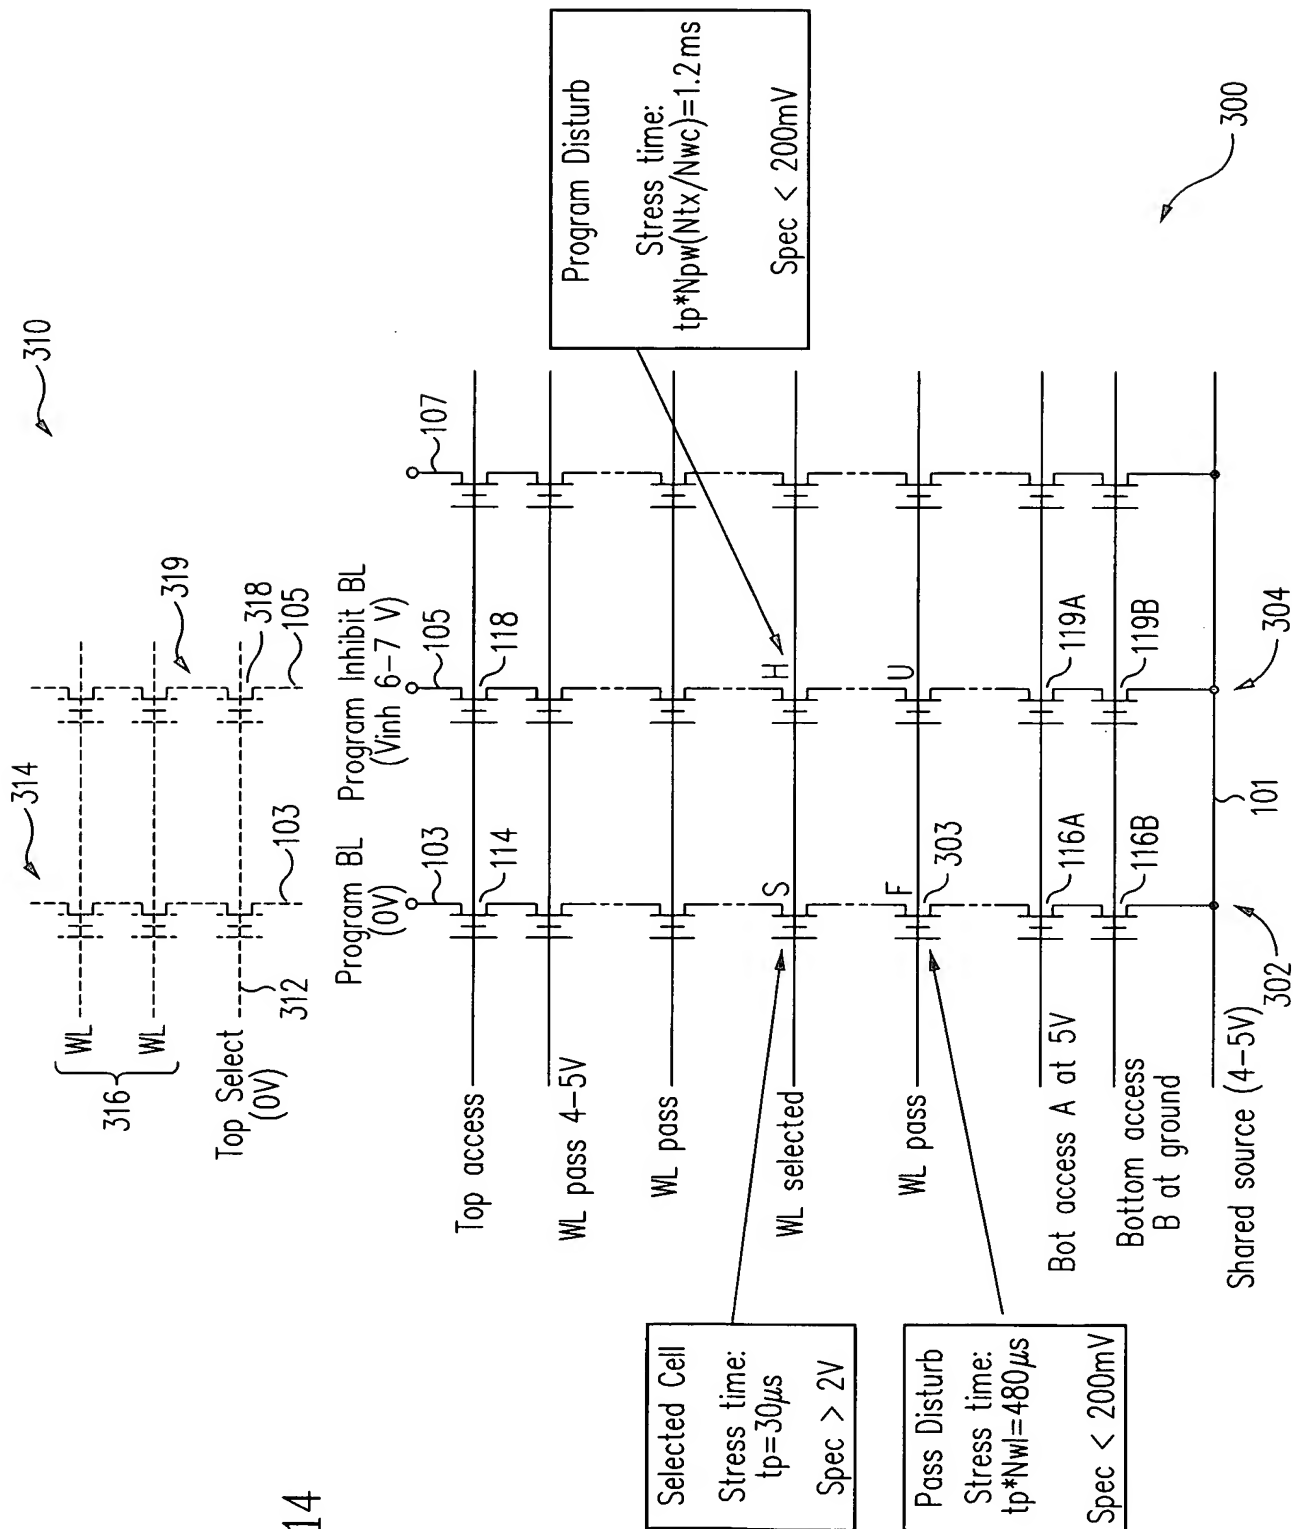 310
314
319
318
316
WL
WL
Top Select
(0V)
312
103
105
Program BL
(0V)
Program Inhibit BL
(Vinh 6-7 V)
103
105
107
114
118
Top access
WL pass 4-5V
WL pass
WL selected
WL pass
Bot access A at 5V
Bottom access
B at ground
Shared source (4-5V)
S
H
F
U
303
116A
119A
116B
119B
101
302
304
300
Program Disturb
Stress time:
tp*Npw(Ntx/Nwc)=1.2ms
Spec < 200mV
Selected Cell
Stress time:
tp=30µs
Spec > 2V
Pass Disturb
Stress time:
tp*Nwl=480µs
Spec < 200mV